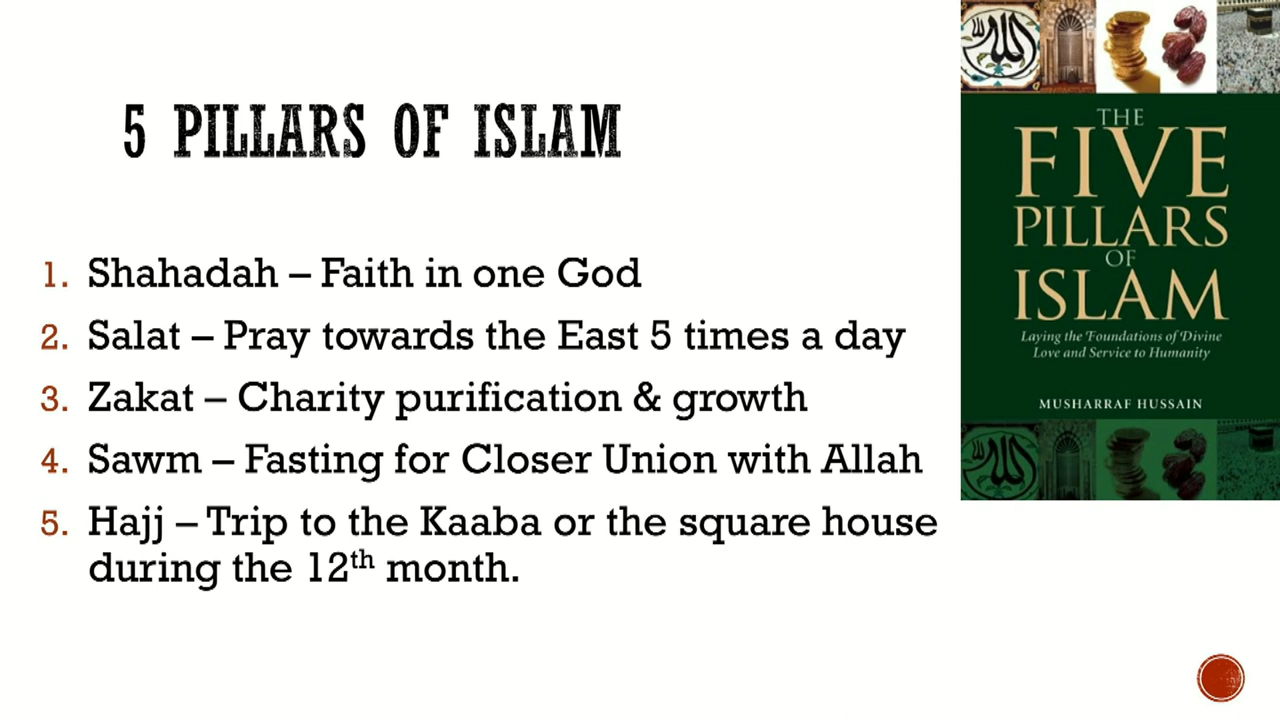 5 PILLARS OF ISLAM
1. Shahadah – Faith in one God
2. Salat – Pray towards the East 5 times a day
3. Zakat – Charity purification & growth
4. Sawm – Fasting for Closer Union with Allah
5. Hajj – Trip to the Kaaba or the square house
during the 12th month.
الله
THE
FIVE
PILLARS
OF
ISLAM
Laying the Foundations of Divine
Love and Service to Humanity
MUSHARRAF HUSSAIN
الله